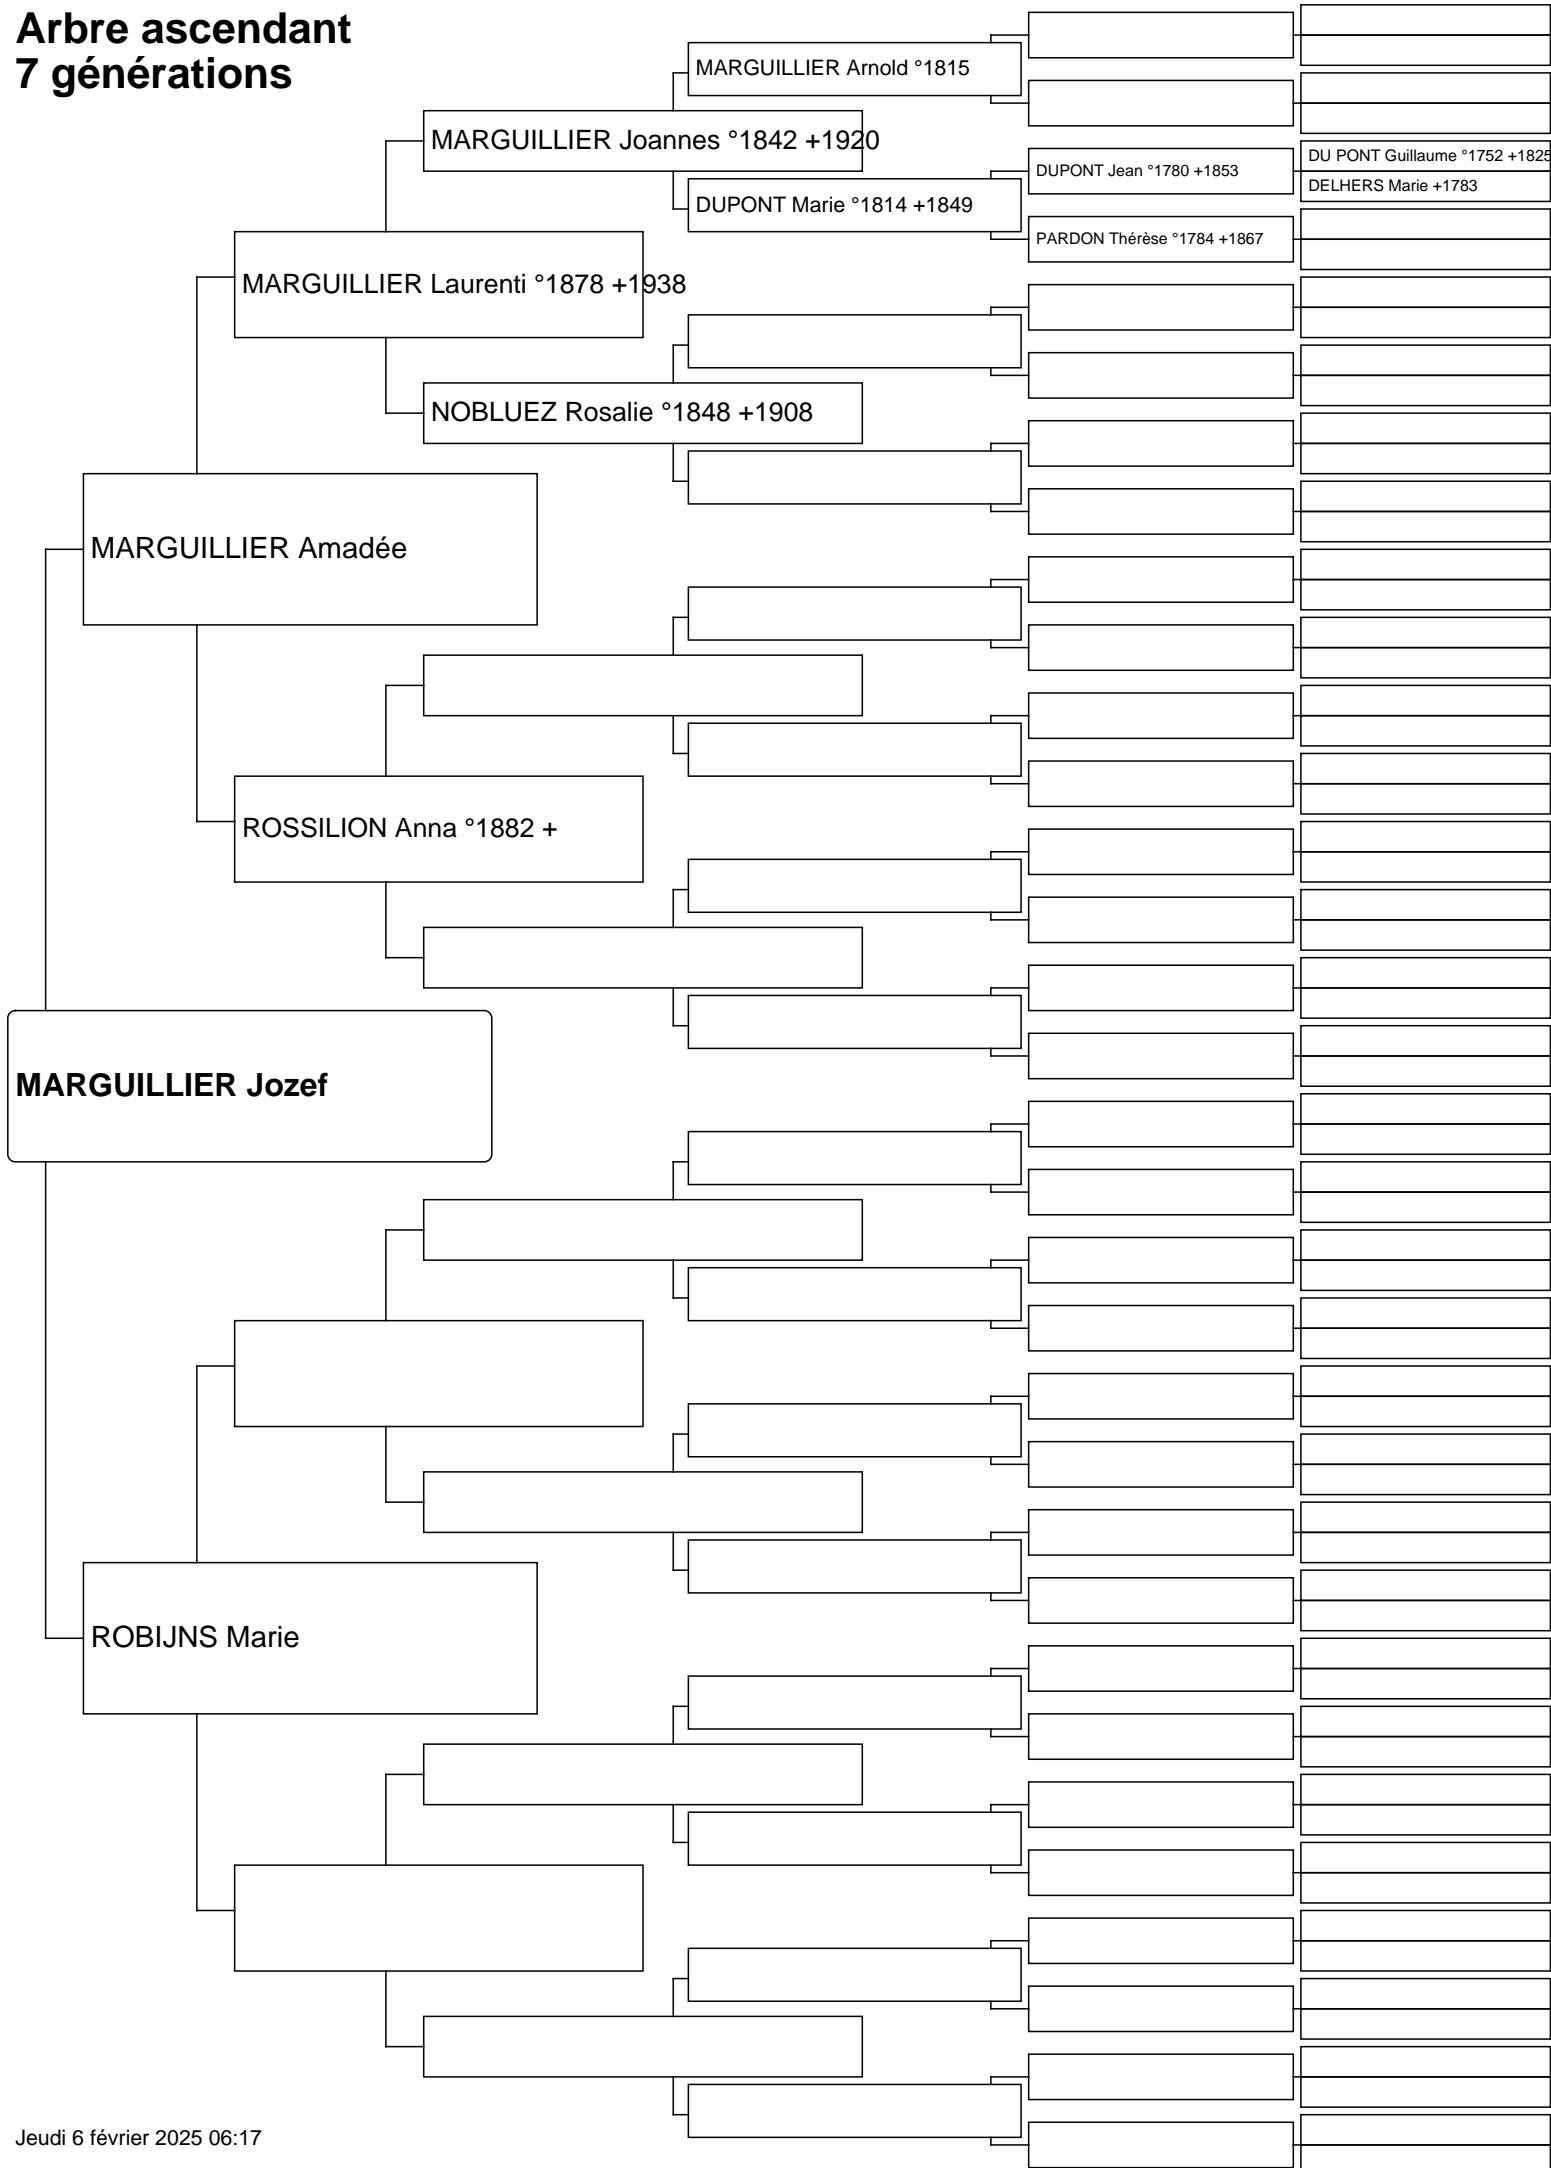 Arbre ascendant
7 générations
MARGUILLIER Arnold °1815
MARGUILLIER Joannes °1842 +1920
DU PONT Guillaume °1752 +1825
DUPONT Jean °1780 +1853
DELHERS Marie +1783
DUPONT Marie °1814 +1849
PARDON Thérèse °1784 +1867
MARGUILLIER Laurenti °1878 +1938
NOBLUEZ Rosalie °1848 +1908
MARGUILLIER Amadée
ROSSILION Anna °1882 +
MARGUILLIER Jozef
ROBIJNS Marie
Jeudi 6 février 2025 06:17